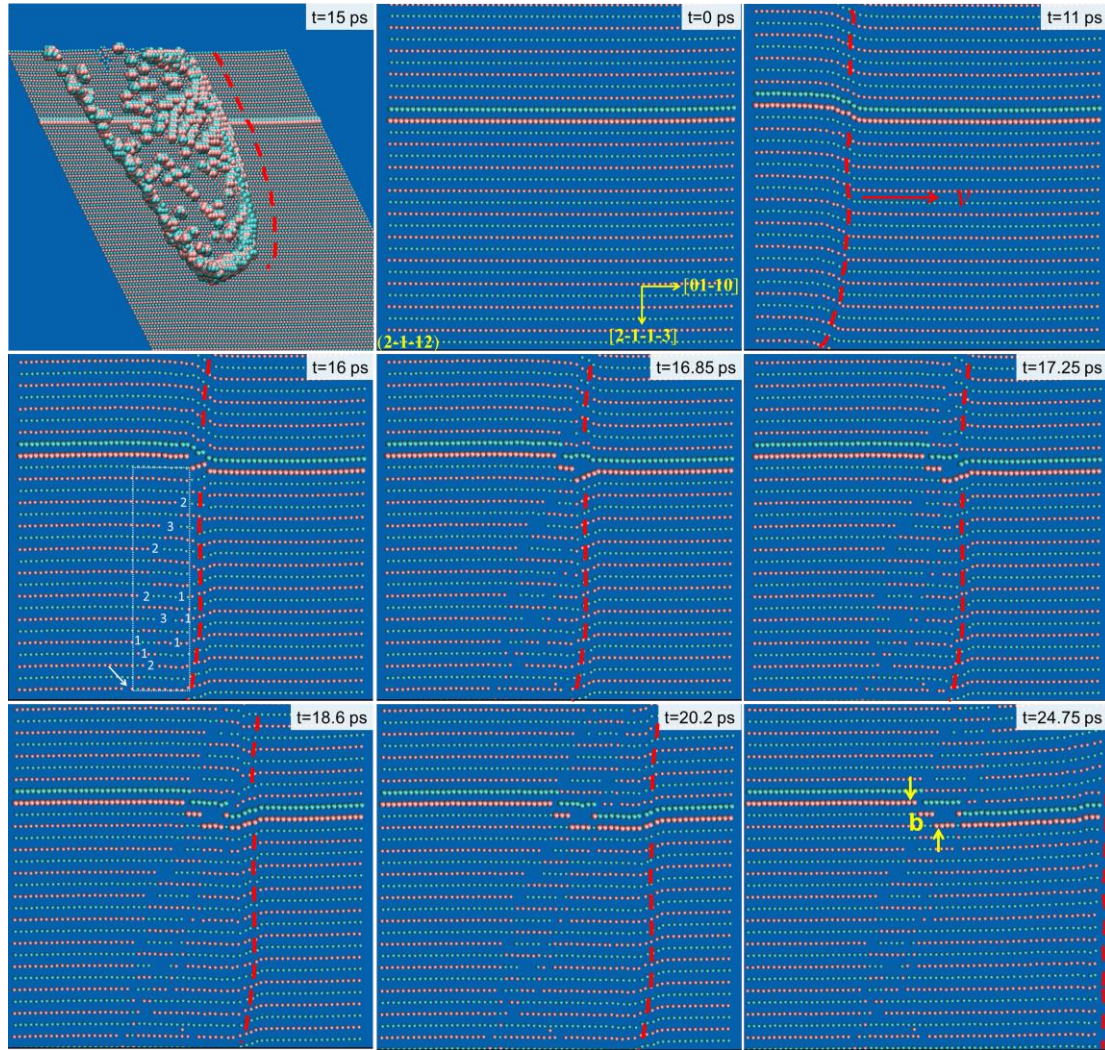 t=15 ps
t=0 ps
[01-10]
[2-1-1-3]
(2-1-12)
t=11 ps
V
t=16 ps
2
3
2
2 1
3 1
1 1
1
2
t=16.85 ps
t=17.25 ps
t=18.6 ps
t=20.2 ps
t=24.75 ps
b